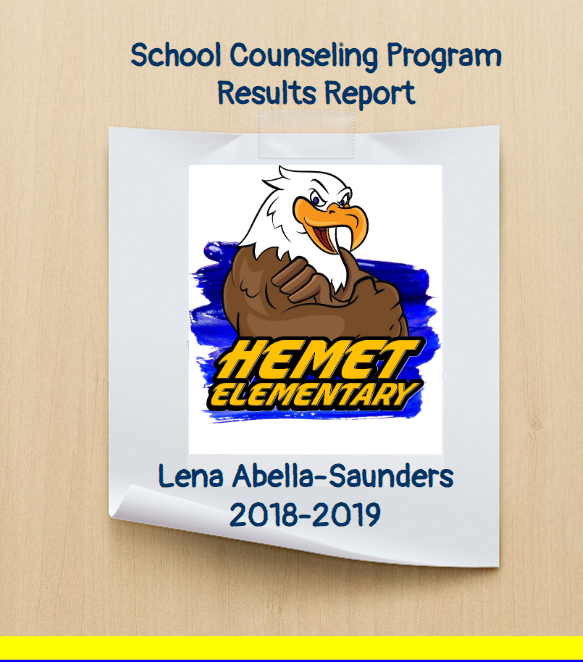 School Counseling Program
Results Report
HEMET
ELEMENTARY
Lena Abella-Saunders
2018-2019